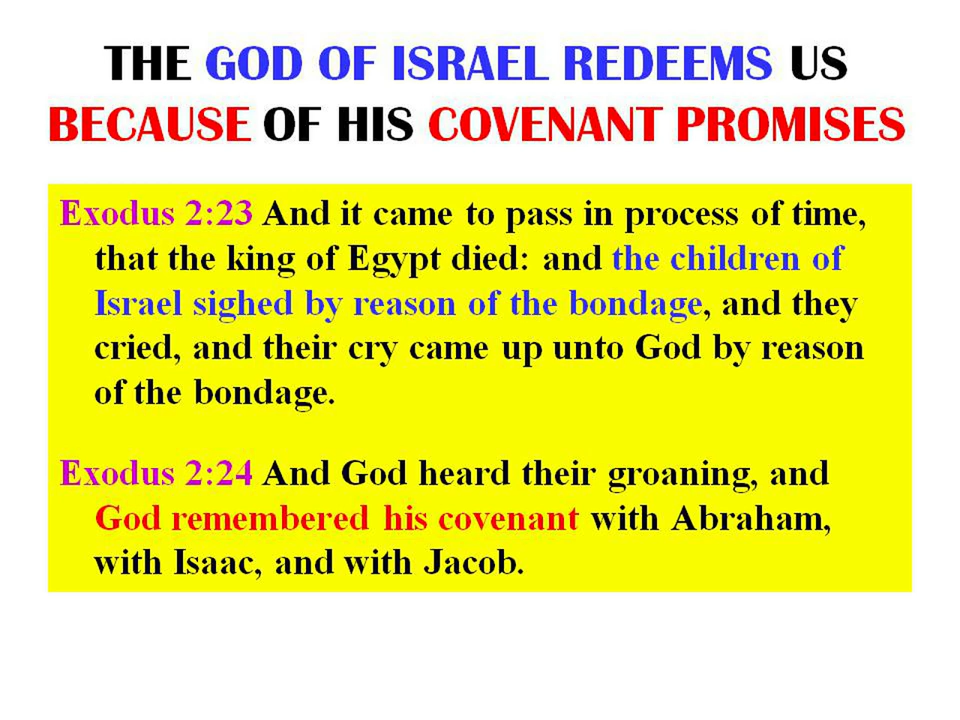 THE GOD OF ISRAEL REDEEMS US
BECAUSE OF HIS COVENANT PROMISES
Exodus 2:23 And it came to pass in process of time,
that the king of Egypt died: and the children of
Israel sighed by reason of the bondage, and they
cried, and their cry came up unto God by reason
of the bondage.
Exodus 2:24 And God heard their groaning, and
God remembered his covenant with Abraham,
with Isaac, and with Jacob.